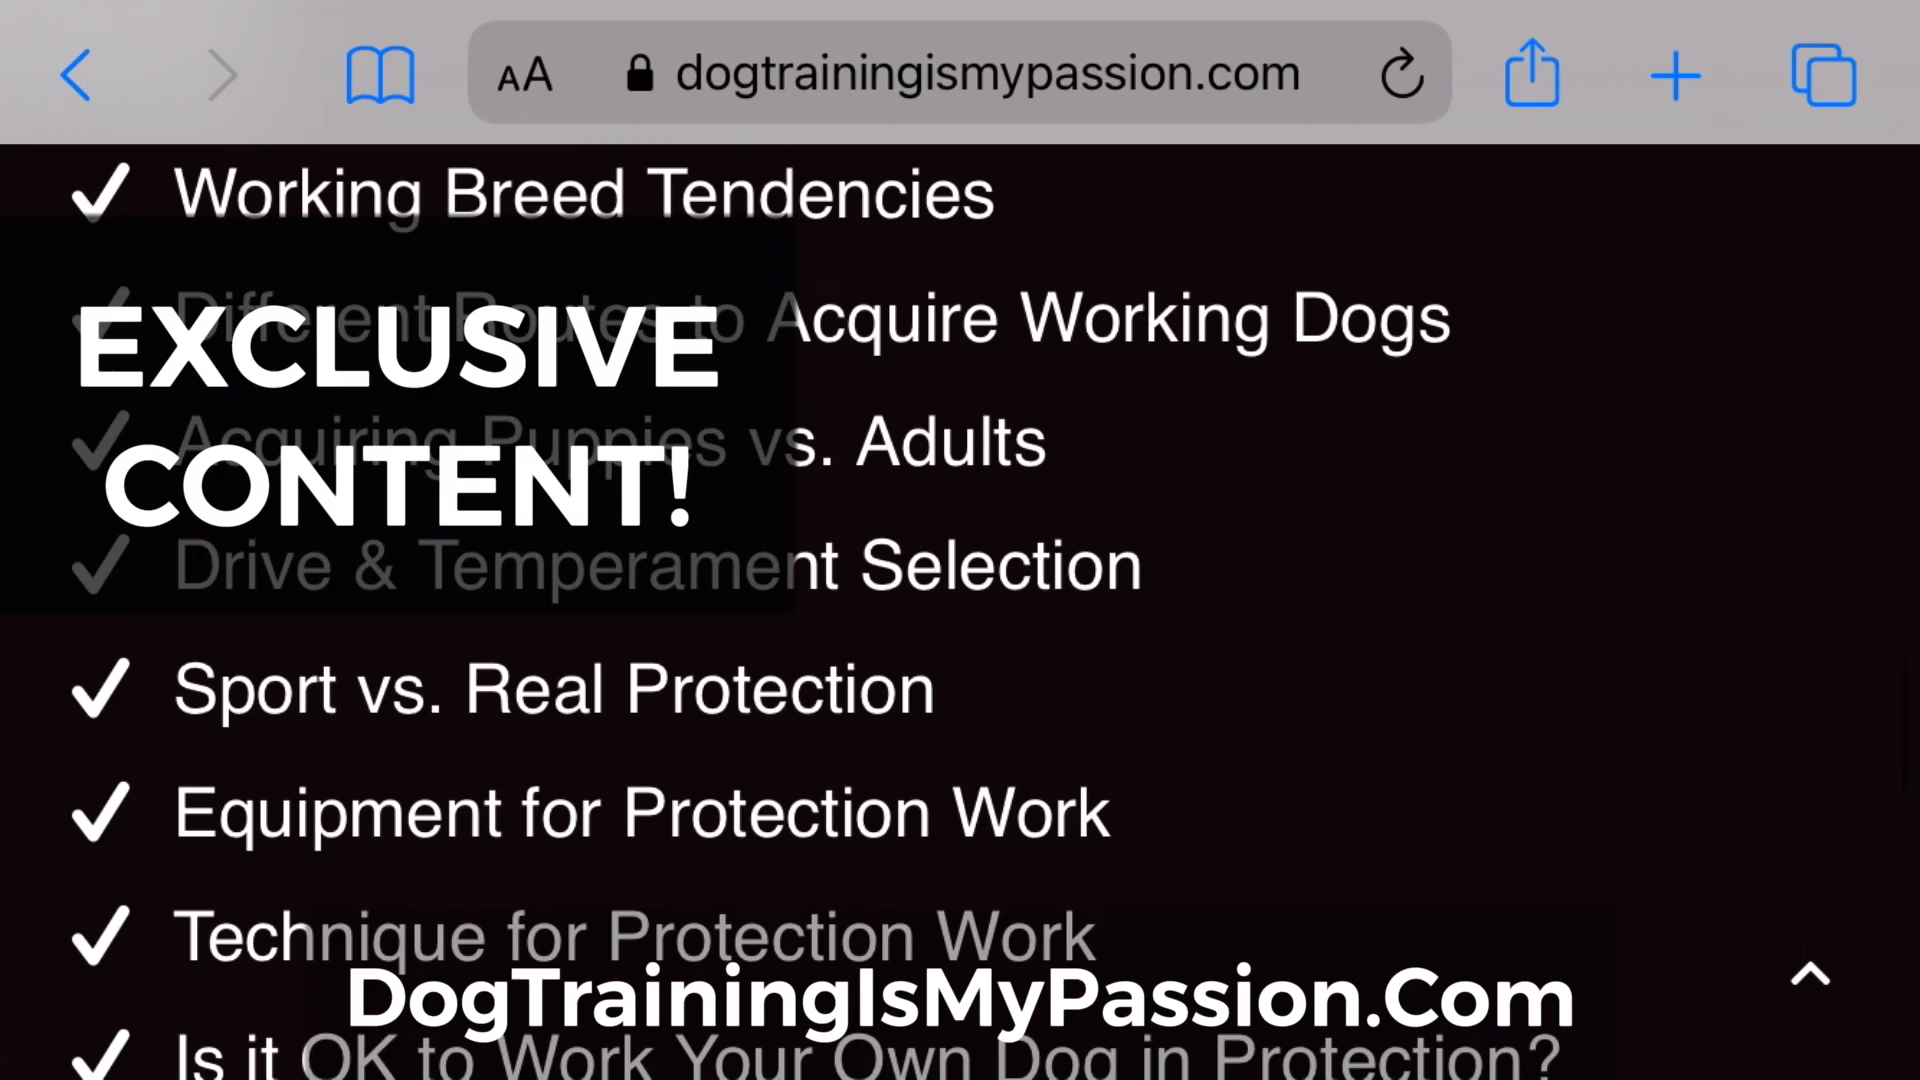 AA dogtrainingismypassion.com
✓ Working Breed Tendencies
✓ Different Routes to Acquire Working Dogs
EXCLUSIVE
✓ Acquiring Puppies vs. Adults
CONTENT!
✓ Drive & Temperament Selection
✓ Sport vs. Real Protection
✓ Equipment for Protection Work
✓ Technique for Protection Work
DogTrainingIsMyPassion.Com
✓ Is it OK to Work Your Own Dog in Protection?